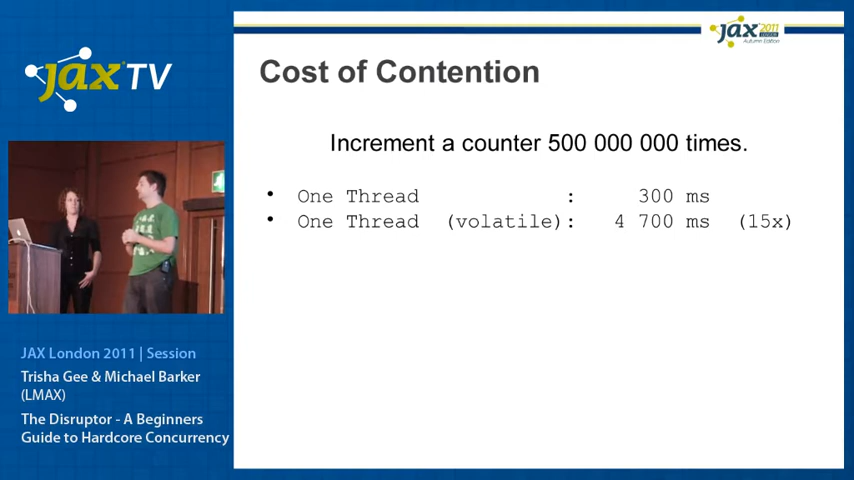 JAX TV
JAX London 2011 | Session
Trisha Gee & Michael Barker
(LMAX)
The Disruptor - A Beginners
Guide to Hardcore Concurrency
jax 2011
LONDON
Autumn Edition
Cost of Contention
Increment a counter 500 000 000 times.
• One Thread : 300 ms
• One Thread (volatile): 4 700 ms (15x)